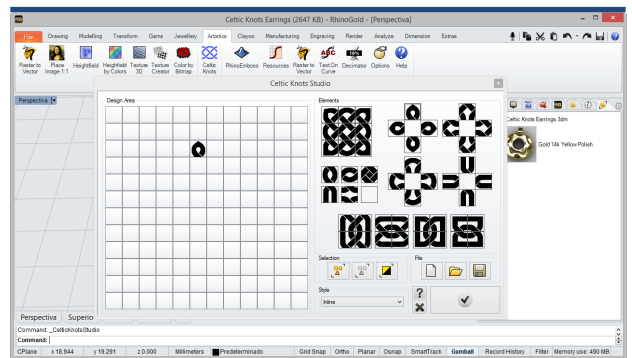 Celtic Knots Earrings (2647 KB) - RhinoGold - [Perspectiva]
File Drawing Modelling Transform Gems Jewellery Artistics Clayoo Manufacturing Engraving Render Analyze Dimension Extras
Raster to Vector
Place Image 1:1
Heightfield
Heightfield by Colors
Texture 3D
Texture Creator
Color by Bitmap
Celtic Knots
RhinoEmboss
Resources
Raster to Vector
Text On Curve
Decimator
Options
Help
Celtic Knots Studio
Perspectiva
Design Area
Elements
Celtic Knots Earrings.3dm
Gold 14k Yellow Polish
Selection
File
Style
Inline
Perspectiva Superio
Command: _CelticKnotsStudio
Command:
CPlane x 18.944 y 19.291 z 0.000 Millimeters Predeterminado Grid Snap Ortho Planar Osnap SmartTrack Gumball Record History Filter Memory use: 490 MB